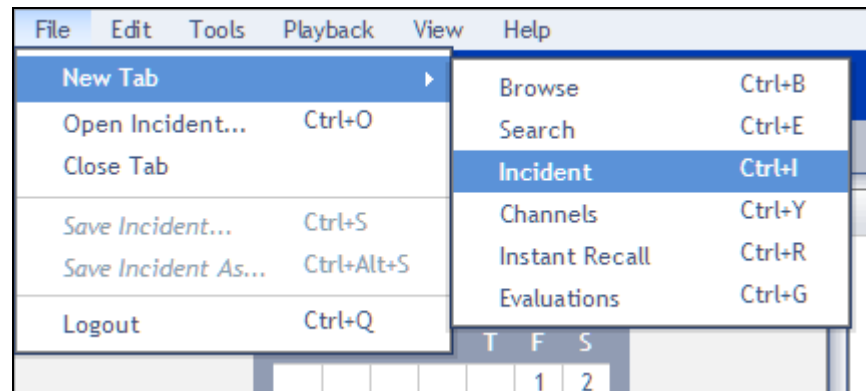 File Edit Tools Playback View Help
New Tab
Open Incident... Ctrl+O
Close Tab
Save Incident... Ctrl+S
Save Incident As... Ctrl+Alt+S
Logout Ctrl+Q
Browse Ctrl+B
Search Ctrl+E
Incident Ctrl+I
Channels Ctrl+Y
Instant Recall Ctrl+R
Evaluations Ctrl+G
T F S
1 2